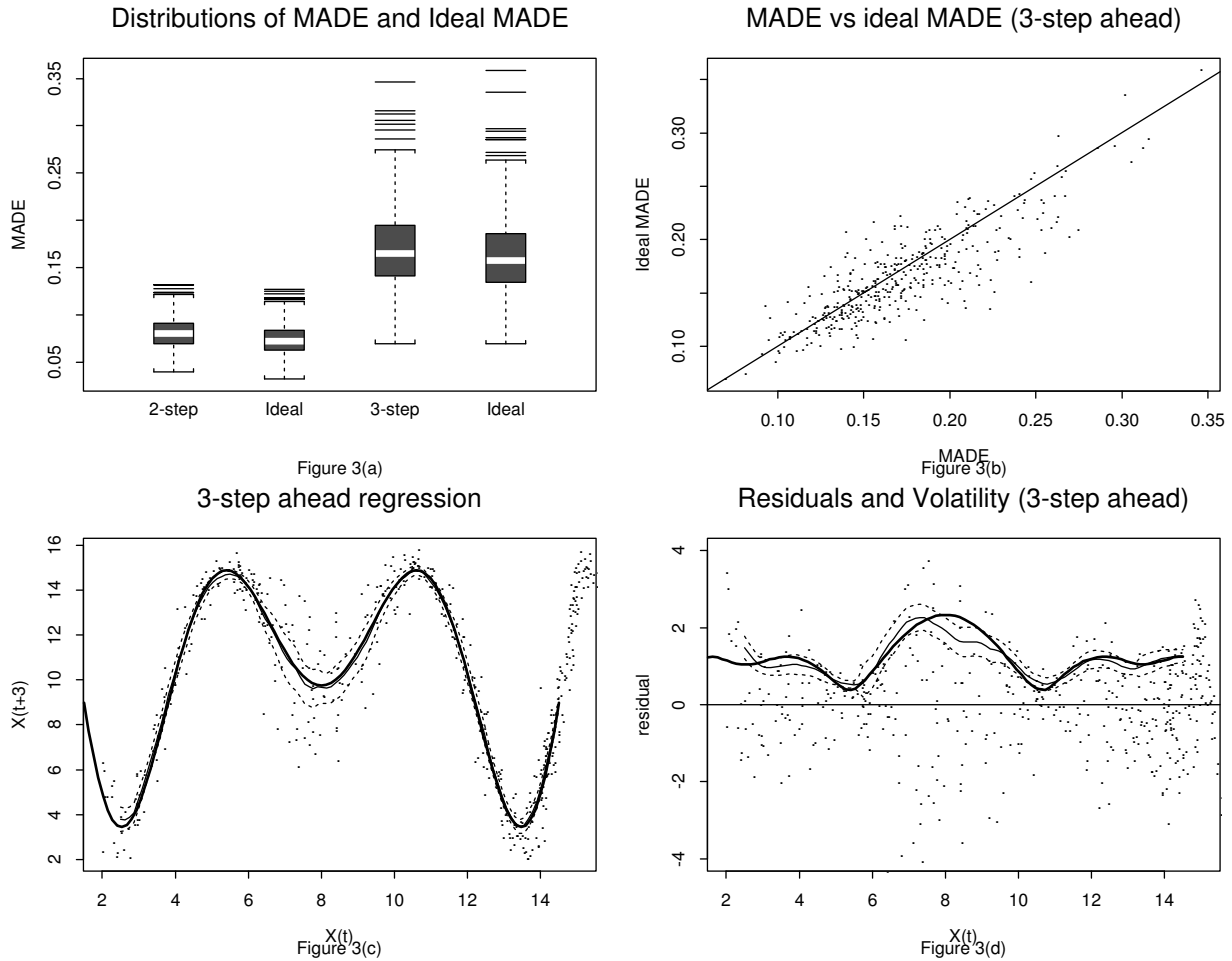 Distributions of MADE and Ideal MADE
MADE
0.35
0.25
0.15
0.05
2-step Ideal 3-step Ideal
Figure 3(a)
MADE vs ideal MADE (3-step ahead)
Ideal MADE
0.30
0.20
0.10
0.10 0.15 0.20 0.25 0.30 0.35
MADE
Figure 3(b)
3-step ahead regression
X(t+3)
16
14
12
10
8
6
4
2
2 4 6 8 10 12 14
X(t)
Figure 3(c)
Residuals and Volatility (3-step ahead)
residual
4
2
0
-2
-4
2 4 6 8 10 12 14
X(t)
Figure 3(d)